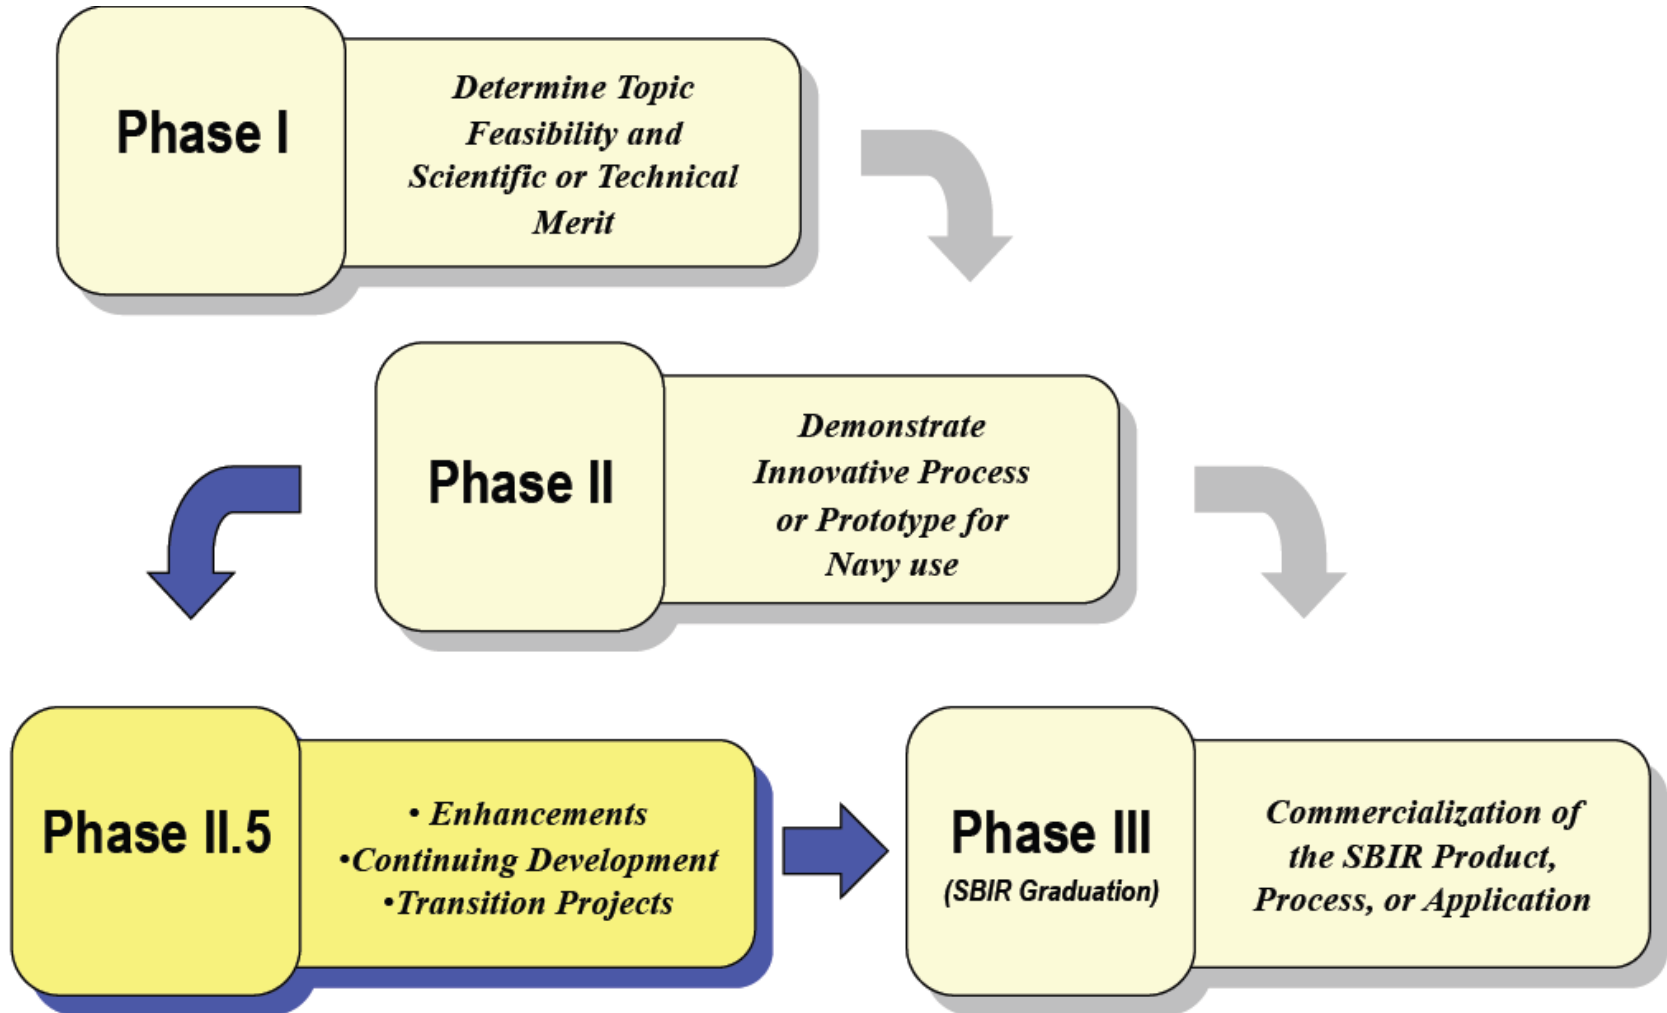 Phase I
Determine Topic
Feasibility and
Scientific or Technical
Merit
Phase II
Demonstrate
Innovative Process
or Prototype for
Navy use
Phase II.5
• Enhancements
•Continuing Development
•Transition Projects
Phase III
(SBIR Graduation)
Commercialization of
the SBIR Product,
Process, or Application